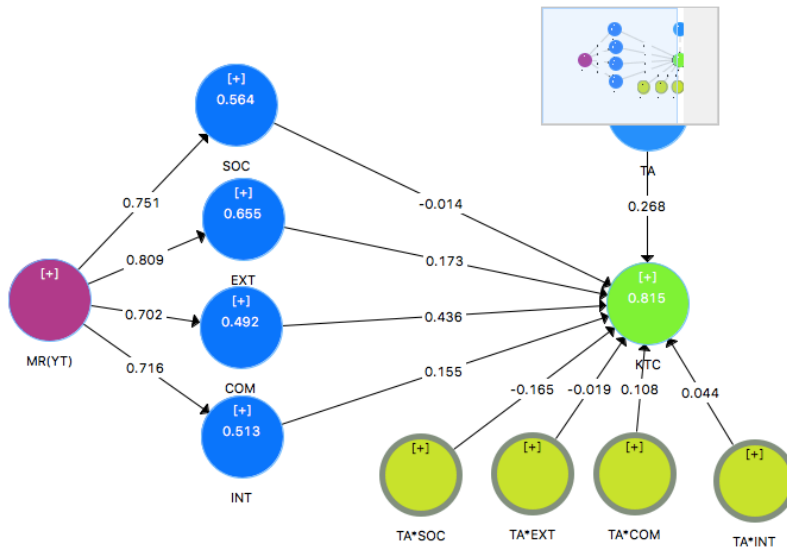 [+]
0.564
SOC
TA
0.751
-0.014
0.268
[+]
0.655
0.809
0.173
EXT
[+]
MR(YT)
[+]
0.492
0.702
0.436
[+]
0.815
KTC
COM
0.716
0.155
[+]
0.513
INT
-0.165
-0.019
0.108
0.044
[+]
[+]
[+]
[+]
TA*SOC
TA*EXT
TA*COM
TA*INT